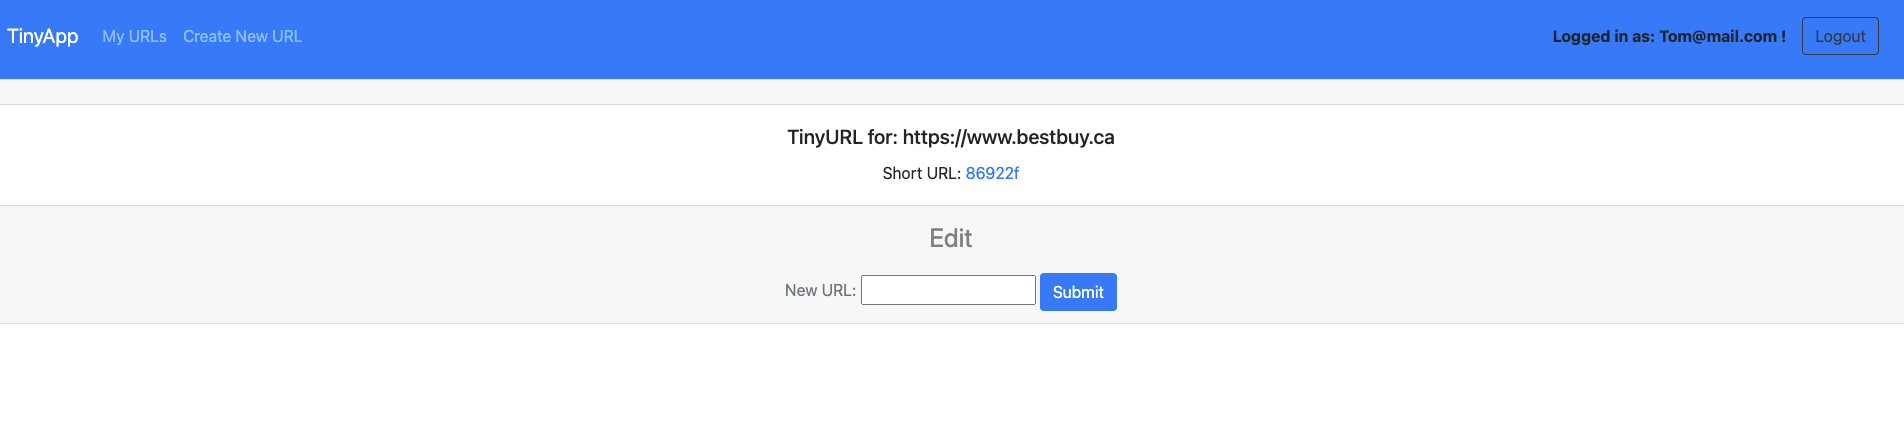 TinyApp My URLs Create New URL Logged in as: Tom@mail.com ! Logout
TinyURL for: https://www.bestbuy.ca
Short URL: 86922f
Edit
New URL: Submit